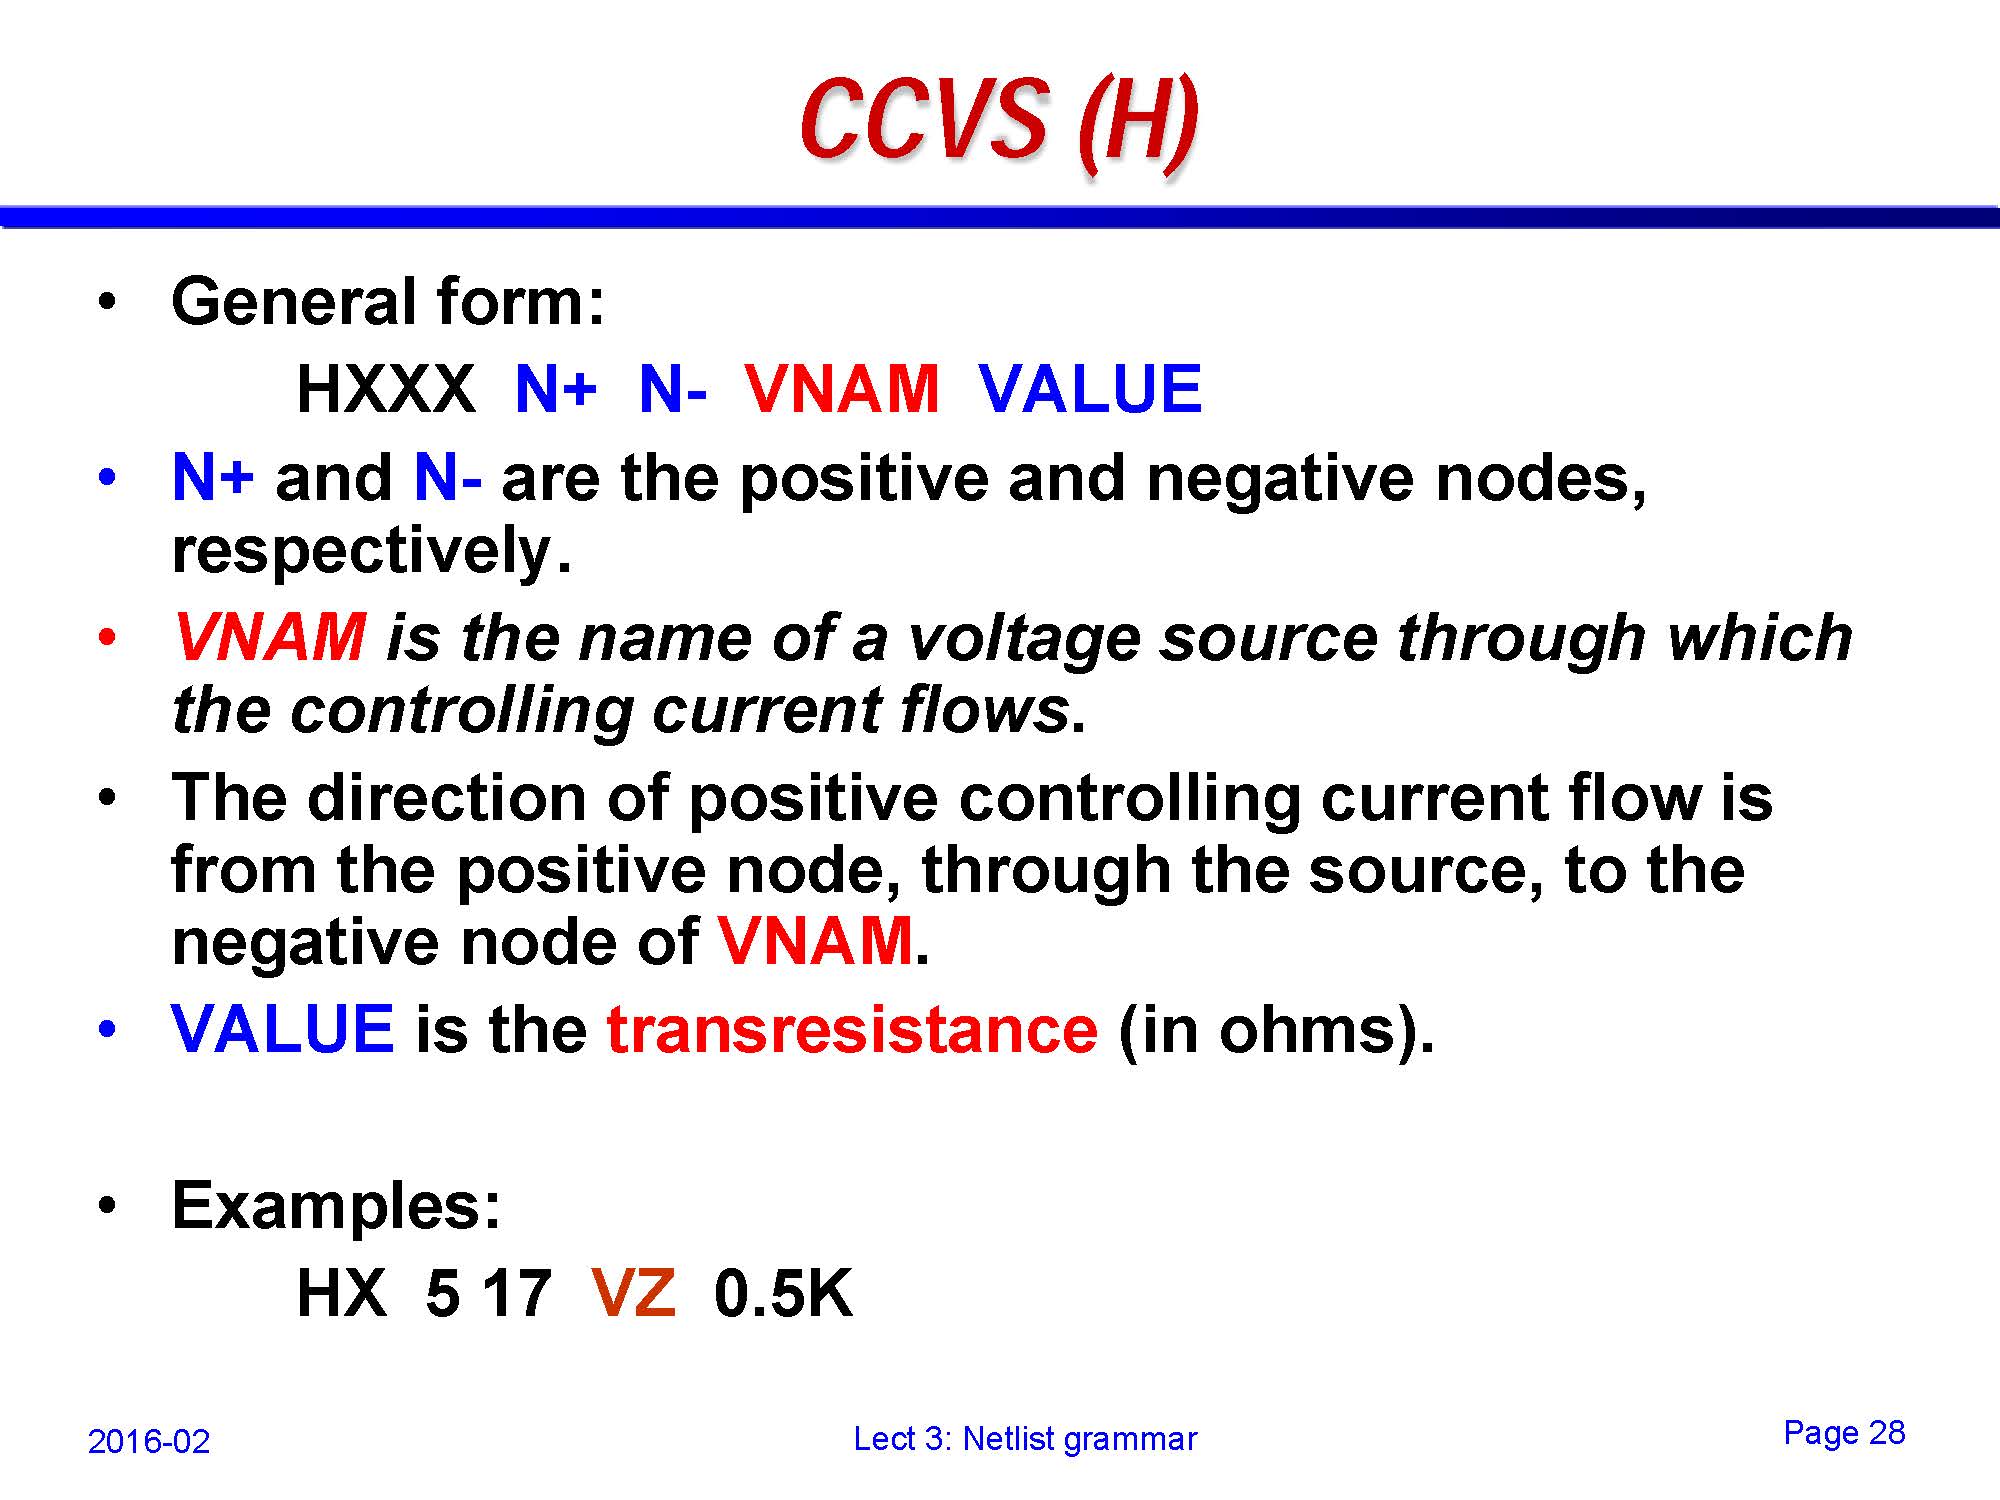 CCVS (H)
• General form:
HXXX N+ N- VNAM VALUE
• N+ and N- are the positive and negative nodes,
respectively.
• VNAM is the name of a voltage source through which
the controlling current flows.
• The direction of positive controlling current flow is
from the positive node, through the source, to the
negative node of VNAM.
• VALUE is the transresistance (in ohms).
• Examples:
HX 5 17 VZ 0.5K
2016-02
Lect 3: Netlist grammar
Page 28